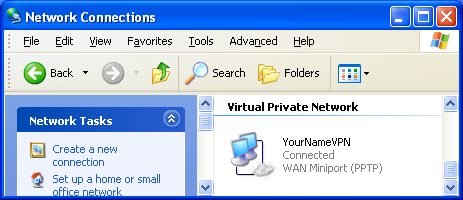 Network Connections
File Edit View Favorites Tools Advanced Help
Back Search Folders
Network Tasks
Create a new
connection
Set up a home or small
office network
Virtual Private Network
YourNameVPN
Connected
WAN Miniport (PPTP)